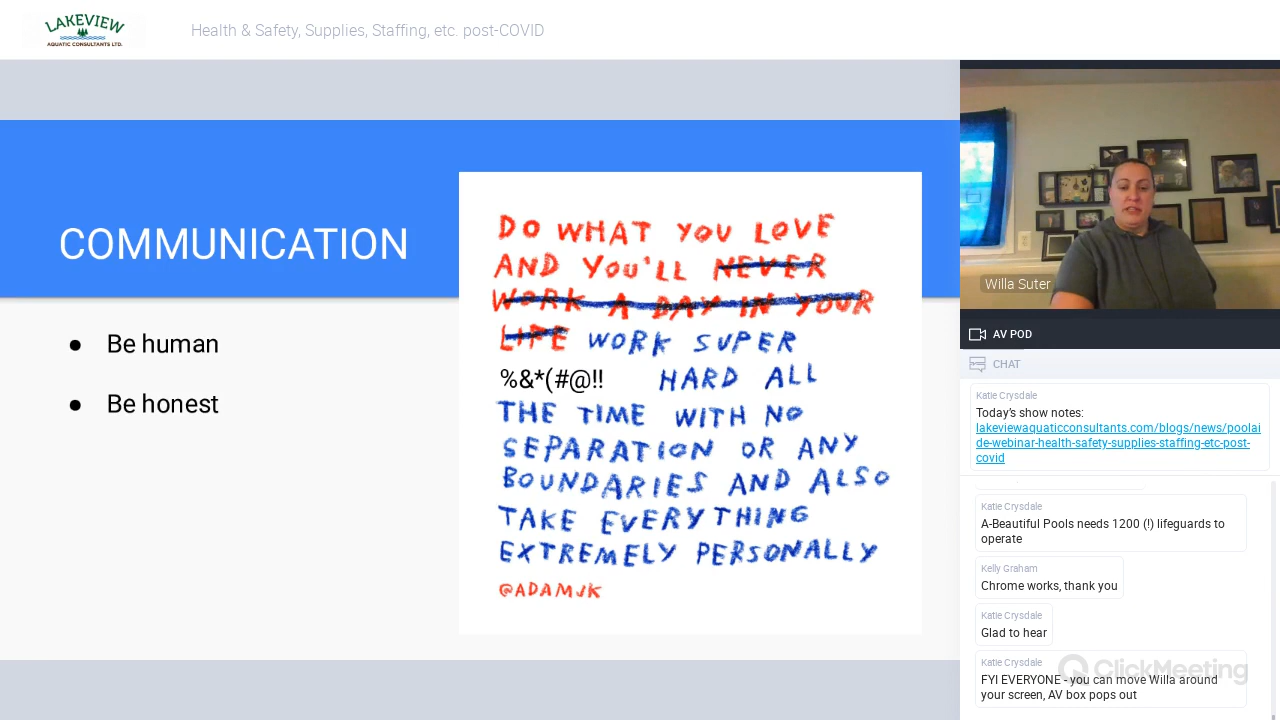 LAKEVIEW
AQUATIC CONSULTANTS LTD.
Health & Safety, Supplies, Staffing, etc. post-COVID
COMMUNICATION
● Be human
● Be honest
DO WHAT YOU LOVE
AND YOU'LL NEVER
WORK A DAY IN YOUR
LIFE WORK SUPER
%&*(#@!! HARD ALL
THE TIME WITH NO
SEPARATION OR ANY
BOUNDARIES AND ALSO
TAKE EVERYTHING
EXTREMELY PERSONALLY
@ADAMJK
Willa Suter
AV POD
CHAT
Katie Crysdale
Today's show notes:
lakeviewaquaticconsultants.com/blogs/news/poolai
de-webinar-health-safety-supplies-staffing-etc-post-
covid
Katie Crysdale
A-Beautiful Pools needs 1200 (!) lifeguards to
operate
Kelly Graham
Chrome works, thank you
Katie Crysdale
Glad to hear
Katie Crysdale
FYI EVERYONE - you can move Willa around
your screen, AV box pops out
ClickMeeting